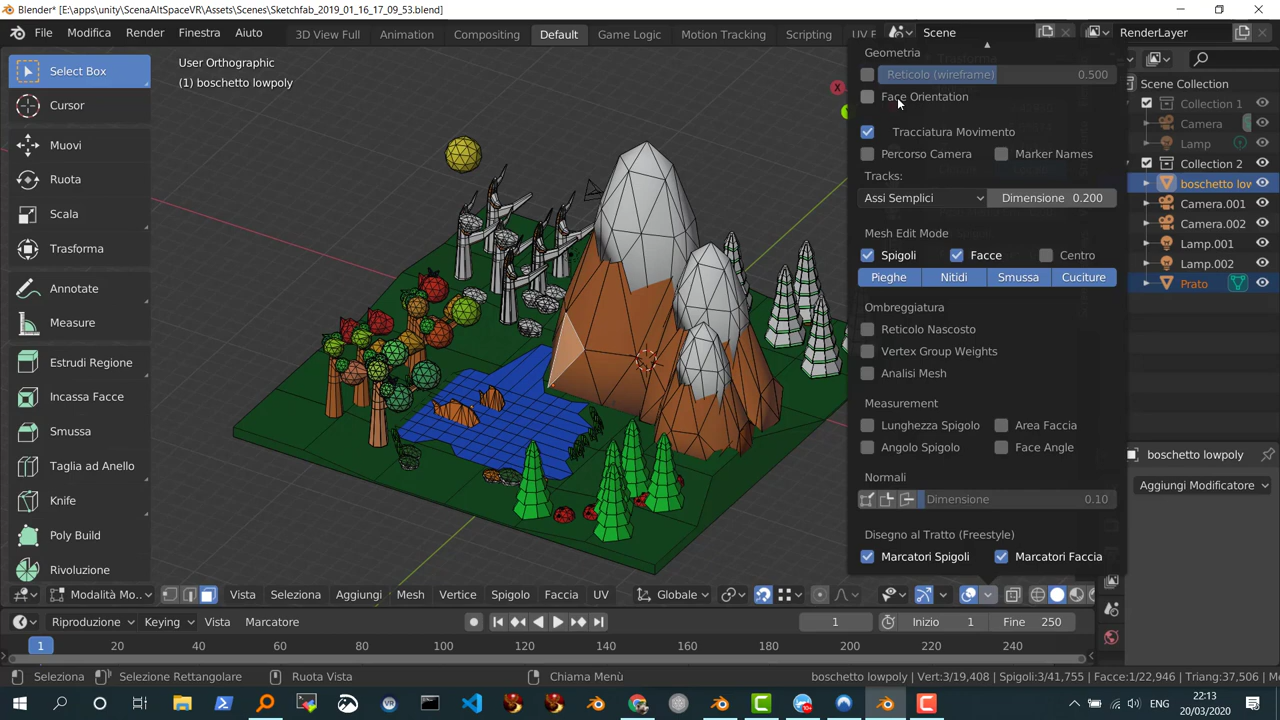 Blender* [E:\apps\unity\ScenaAltSpaceVR\Assets\Scenes\Sketchfab_2019_01_16_17_09_53.blend]
File Modifica Render Finestra Aiuto 3D View Full Animation Compositing Default Game Logic Motion Tracking Scripting UV E Scene RenderLayer
Select Box
Cursor
Muovi
Ruota
Scala
Trasforma
Annotate
Measure
Estrudi Regione
Incassa Facce
Smussa
Taglia ad Anello
Knife
Poly Build
Rivoluzione
User Orthographic
(1) boschetto lowpoly
Geometria
Reticolo (wireframe) 0.500
Face Orientation
Tracciatura Movimento
Percorso Camera Marker Names
Tracks:
Assi Semplici Dimensione 0.200
Mesh Edit Mode
Spigoli Facce Centro
Pieghe Nitidi Smussa Cuciture
Ombreggiatura
Reticolo Nascosto
Vertex Group Weights
Analisi Mesh
Measurement
Lunghezza Spigolo Area Faccia
Angolo Spigolo Face Angle
Normali
Dimensione 0.10
Disegno al Tratto (Freestyle)
Marcatori Spigoli Marcatori Faccia
Scene Collection
Collection 1
Camera
Lamp
Collection 2
boschetto low
Camera.001
Camera.002
Lamp.001
Lamp.002
Prato
boschetto lowpoly
Aggiungi Modificatore
Modalità Mo... Vista Seleziona Aggiungi Mesh Vertice Spigolo Faccia UV Globale
Riproduzione Keying Vista Marcatore 1 Inizio 1 Fine 250
1 20 40 60 80 100 120 140 160 180 200 220 240
Seleziona Selezione Rettangolare Ruota Vista Chiama Menù boschetto lowpoly | Vert:3/19,408 | Spigoli:3/41,755 | Facce:1/22,946 | Triang:37,506 | M
ENG
22:13
20/03/2020